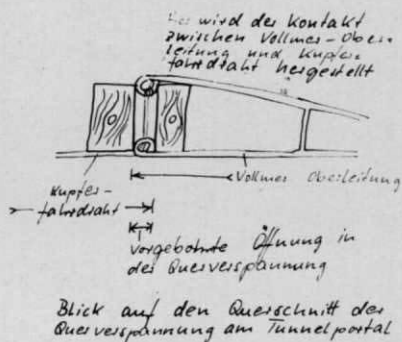 Hier wird der Kontakt
zwischen Vollmer-Ober-
leitung und Kupfer-
fahrdraht hergestellt
Kupfer-
fahrdraht
Vollmer Oberleitung
vorgebohrte Öffnung in
der Querverspannung
Blick auf den Querschnitt der
Querverspannung am Tunnelportal